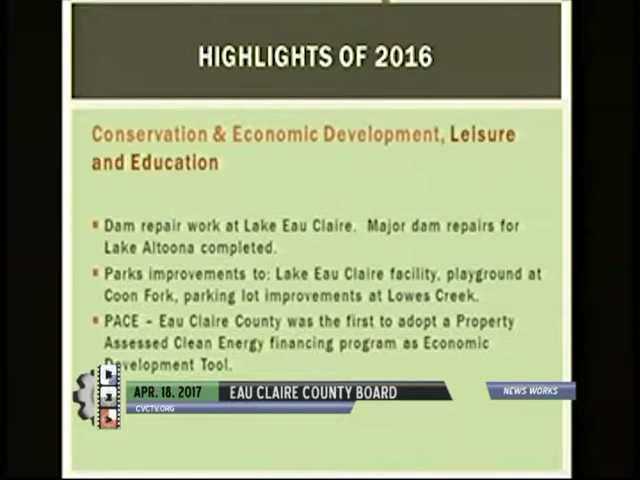 HIGHLIGHTS OF 2016
Conservation & Economic Development, Leisure
and Education
▪ Dam repair work at Lake Eau Claire. Major dam repairs for
Lake Altoona completed.
▪ Parks improvements to: Lake Eau Claire facility, playground at
Coon Fork, parking lot improvements at Lowes Creek.
▪ PACE – Eau Claire County was the first to adopt a Property
Assessed Clean Energy financing program as Economic
Development Tool.
APR. 18, 2017 EAU CLAIRE COUNTY BOARD NEWS WORKS
CVCTV.ORG